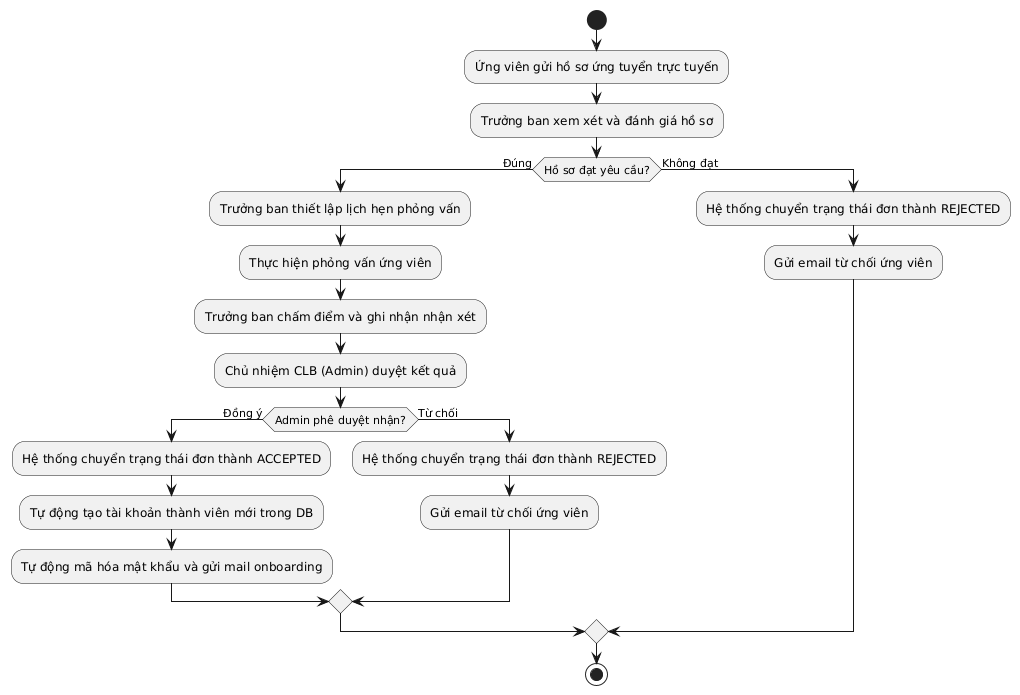 Ứng viên gửi hồ sơ ứng tuyển trực tuyến
Trưởng ban xem xét và đánh giá hồ sơ
Đúng
Hồ sơ đạt yêu cầu?
Không đạt
Trưởng ban thiết lập lịch hẹn phỏng vấn
Hệ thống chuyển trạng thái đơn thành REJECTED
Thực hiện phỏng vấn ứng viên
Gửi email từ chối ứng viên
Trưởng ban chấm điểm và ghi nhận nhận xét
Chủ nhiệm CLB (Admin) duyệt kết quả
Đồng ý
Admin phê duyệt nhận?
Từ chối
Hệ thống chuyển trạng thái đơn thành ACCEPTED
Hệ thống chuyển trạng thái đơn thành REJECTED
Tự động tạo tài khoản thành viên mới trong DB
Gửi email từ chối ứng viên
Tự động mã hóa mật khẩu và gửi mail onboarding